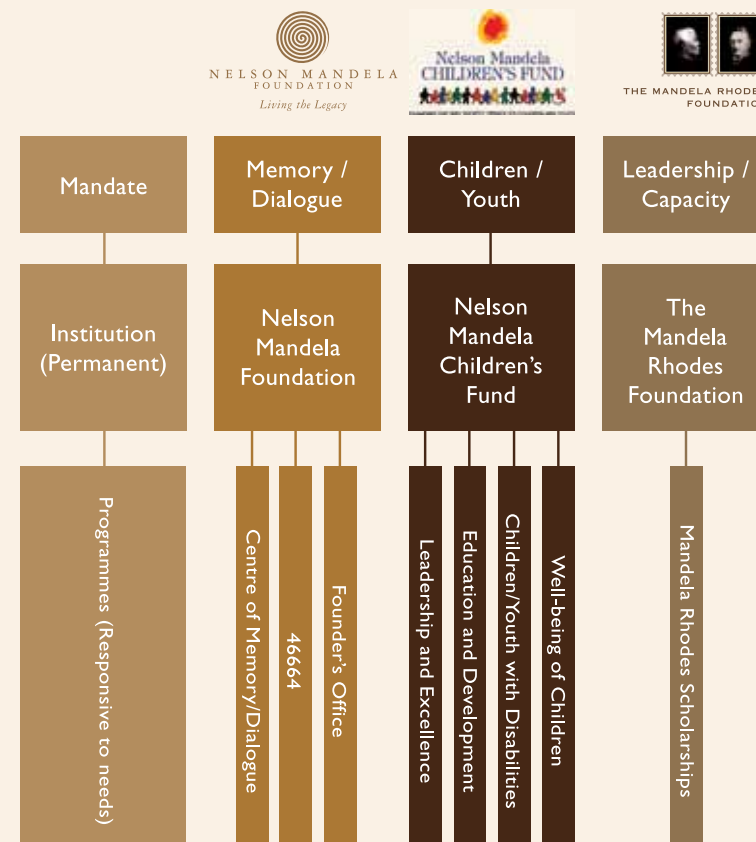 NELSON MANDELA
FOUNDATION
Living the Legacy
Nelson Mandela
CHILDREN'S FUND
THE MANDELA RHODE
FOUNDATIO
Mandate
Memory /
Dialogue
Children /
Youth
Leadership /
Capacity
Institution
(Permanent)
Nelson
Mandela
Foundation
Nelson
Mandela
Children's
Fund
The
Mandela
Rhodes
Foundation
Programmes (Responsive to needs)
Centre of Memory/Dialogue
46664
Founder's Office
Leadership and Excellence
Education and Development
Children/Youth with Disabilities
Well-being of Children
Mandela Rhodes Scholarships